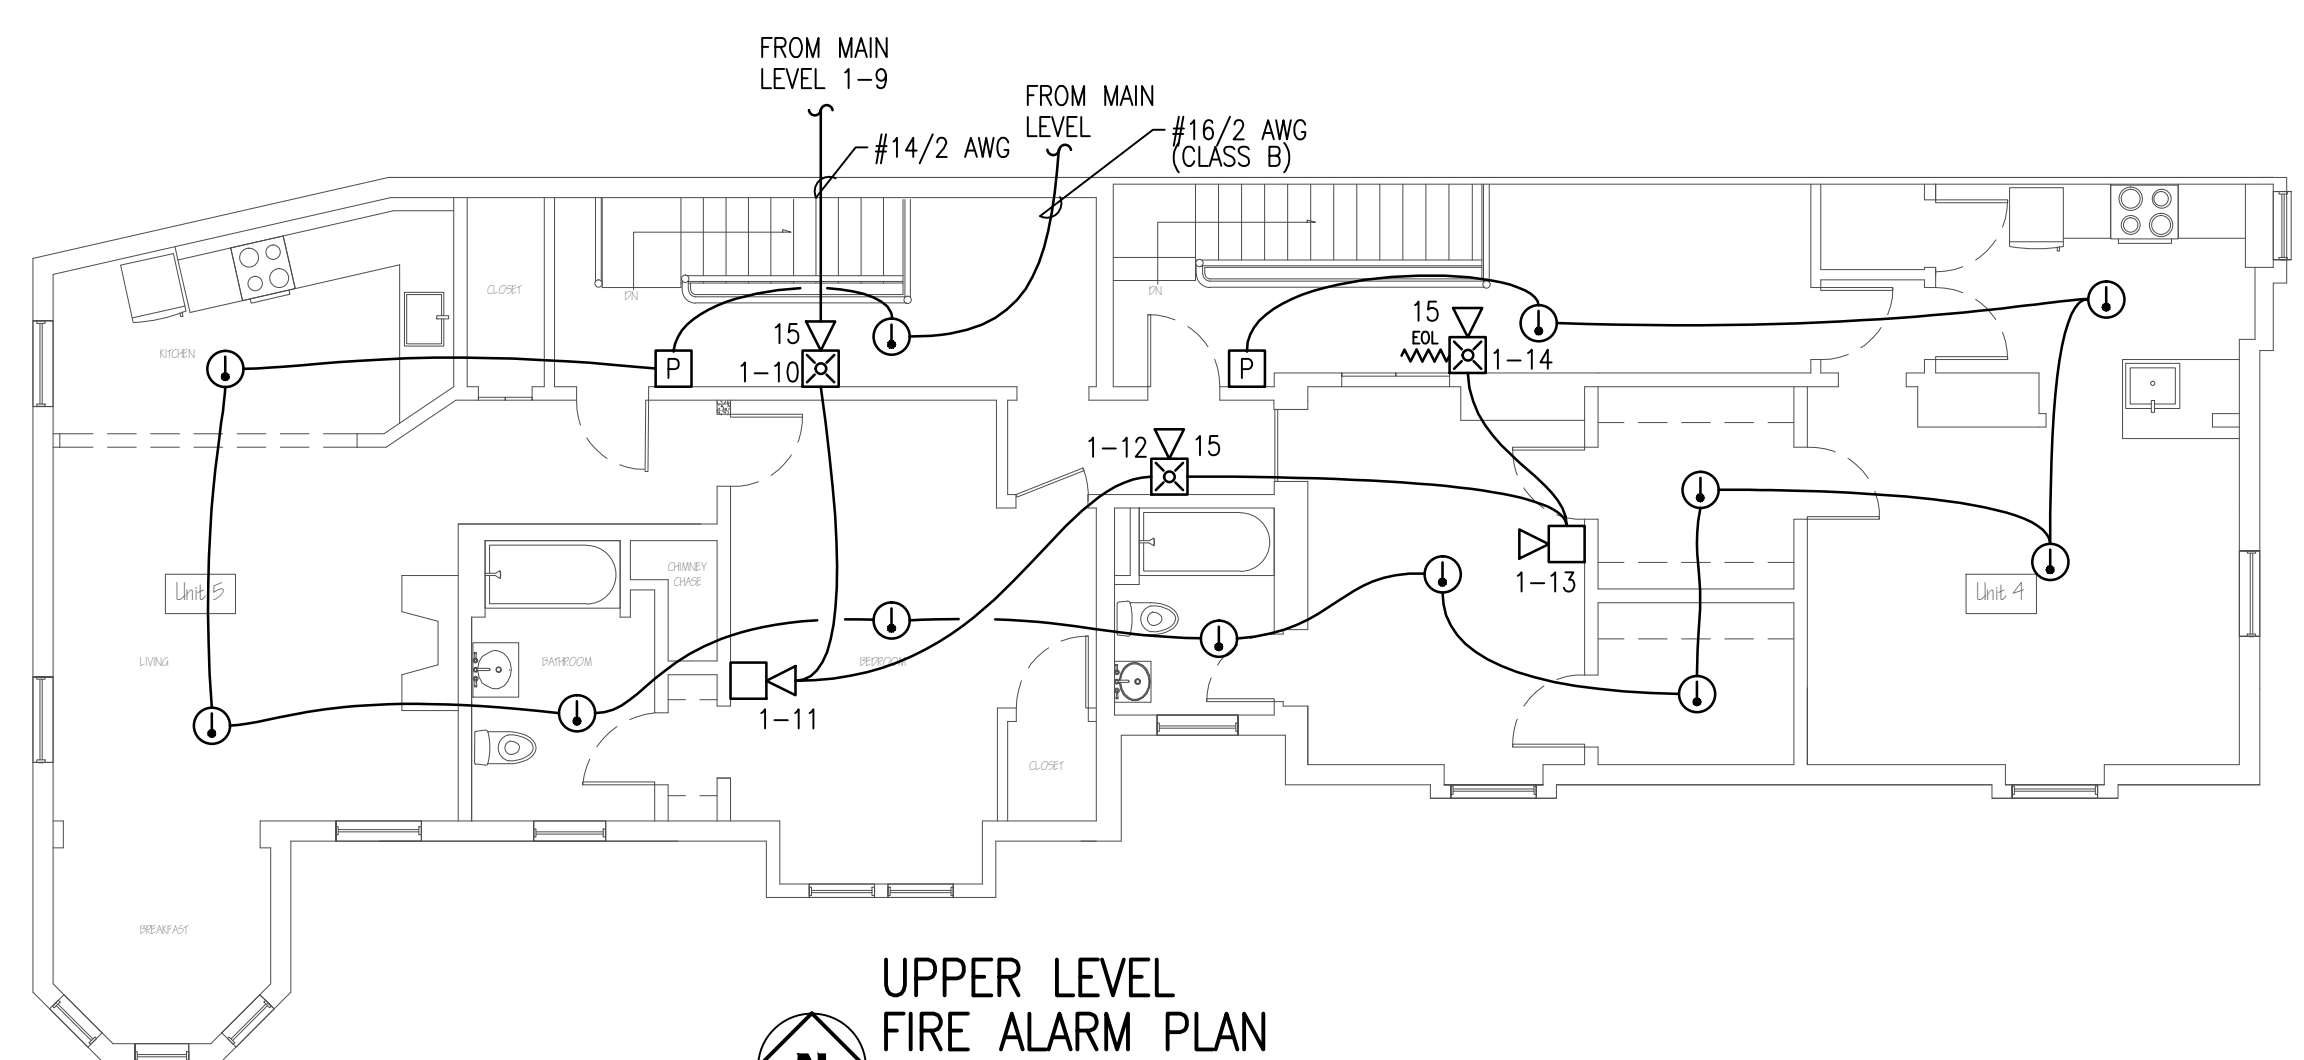 FROM MAIN
LEVEL 1-9
FROM MAIN
LEVEL
#14/2 AWG
#16/2 AWG
(CLASS B)
CLOSET
DN
DN
KITCHEN
15
1-10
P
P
15
EOL
1-14
1-12
15
CHIMNEY
CHASE
1-13
Unit 5
Unit 4
LIVING
BATHROOM
BEDROOM
1-11
CLOSET
BREAKFAST
UPPER LEVEL
FIRE ALARM PLAN
N